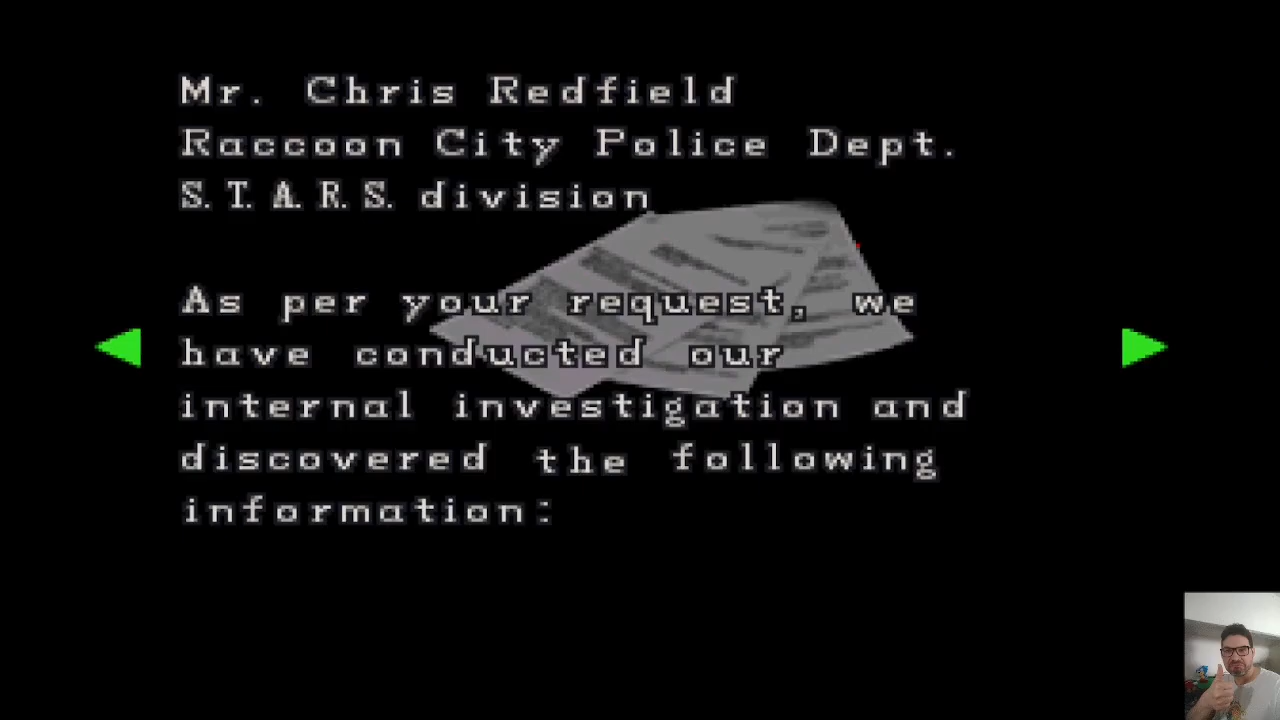 Mr. Chris Redfield
Raccoon City Police Dept.
S.T.A.R.S. division
As per your request, we
have conducted our
internal investigation and
discovered the following
information: